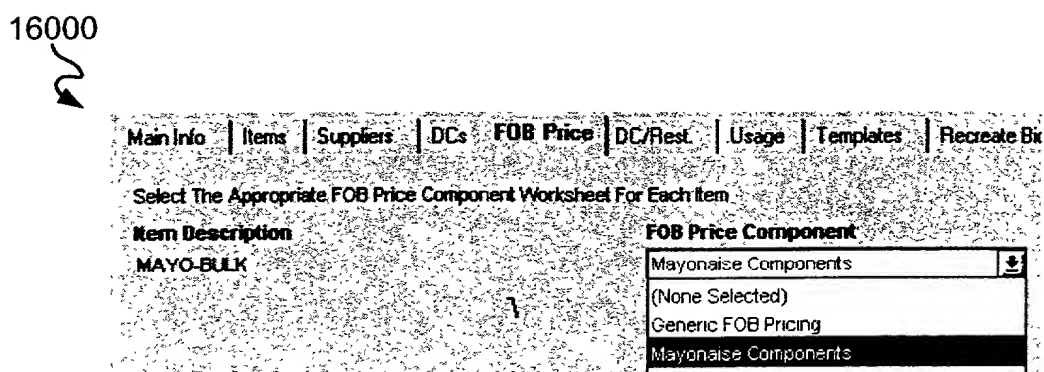 16000
Main Info Items Suppliers DCs FOB Price DC/Rest. Usage Templates Recreate Bid
Select The Appropriate FOB Price Component Worksheet For Each Item
Item Description FOB Price Component
MAYO-BULK Mayonaise Components
(None Selected)
Generic FOB Pricing
Mayonaise Components